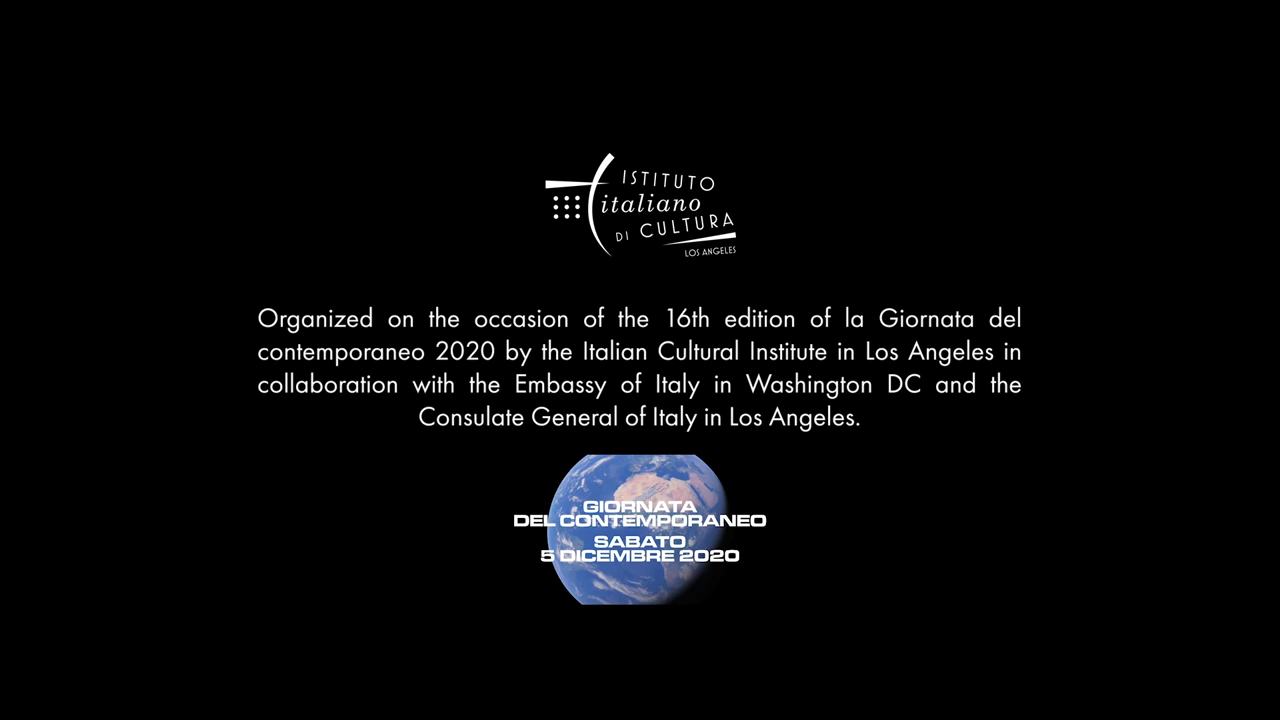 ISTITUTO
italiano
DI CULTURA
LOS ANGELES
Organized on the occasion of the 16th edition of la Giornata del
contemporaneo 2020 by the Italian Cultural Institute in Los Angeles in
collaboration with the Embassy of Italy in Washington DC and the
Consulate General of Italy in Los Angeles.
GIORNATA
DEL CONTEMPORANEO
SABATO
5 DICEMBRE 2020